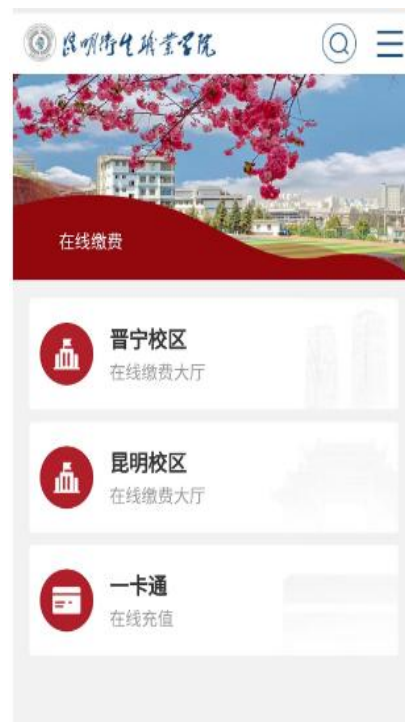 昆明卫生职业学院
在线缴费
晋宁校区
在线缴费大厅
昆明校区
在线缴费大厅
一卡通
在线充值